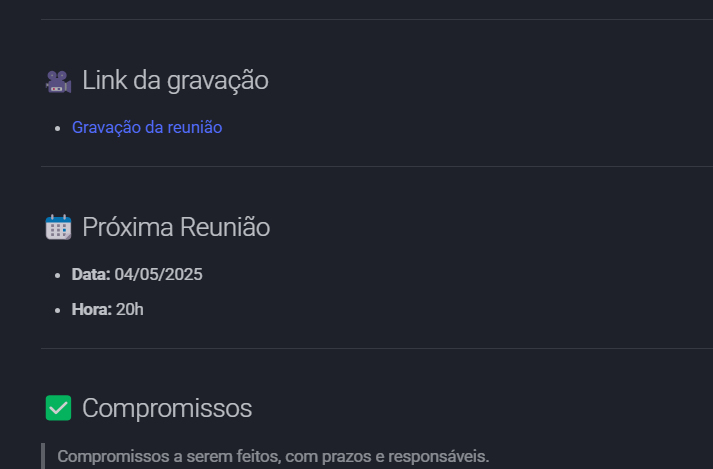 Link da gravação
Gravação da reunião
Próxima Reunião
Data: 04/05/2025
Hora: 20h
Compromissos
Compromissos a serem feitos, com prazos e responsáveis.